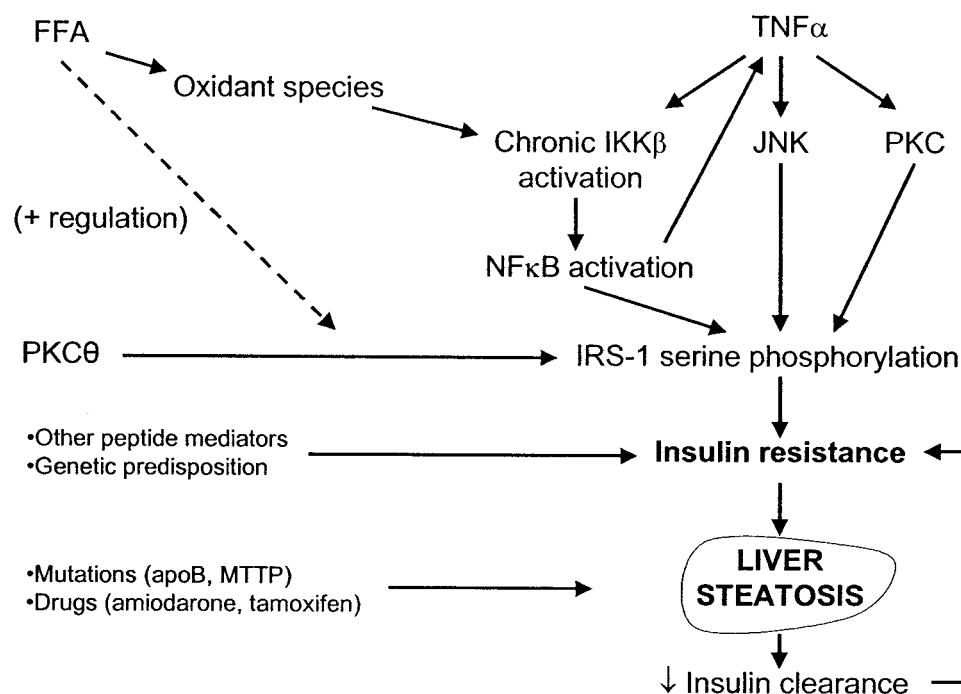 FFA
TNFα
Oxidant species
Chronic IKKβ
activation
JNK
PKC
(+ regulation)
NFκB activation
PKCθ
IRS-1 serine phosphorylation
•Other peptide mediators
•Genetic predisposition
Insulin resistance
•Mutations (apoB, MTTP)
•Drugs (amiodarone, tamoxifen)
LIVER
STEATOSIS
↓ Insulin clearance